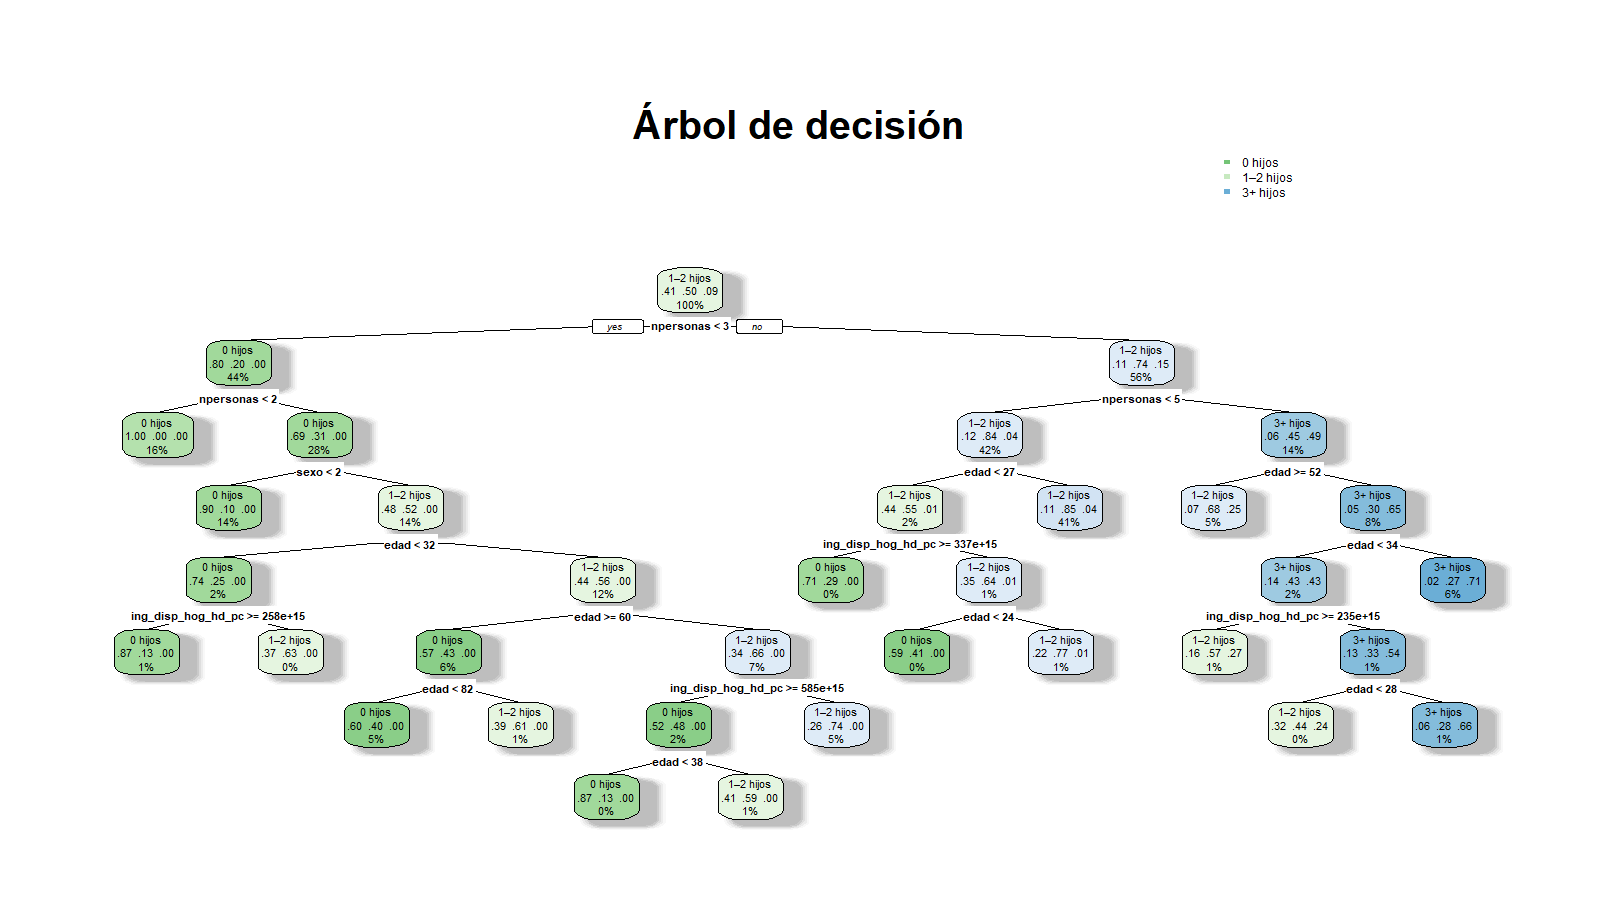 Árbol de decisión
0 hijos
1–2 hijos
3+ hijos
1–2 hijos
.41 .50 .09
100%
yes npersonas < 3 no
0 hijos
.80 .20 .00
44%
1–2 hijos
.11 .74 .15
56%
npersonas < 2
npersonas < 5
0 hijos
1.00 .00 .00
16%
0 hijos
.69 .31 .00
28%
1–2 hijos
.12 .84 .04
42%
3+ hijos
.06 .45 .49
14%
sexo < 2
edad < 27
edad >= 52
0 hijos
.90 .10 .00
14%
1–2 hijos
.48 .52 .00
14%
1–2 hijos
.44 .55 .01
2%
1–2 hijos
.11 .85 .04
41%
1–2 hijos
.07 .68 .25
5%
3+ hijos
.05 .30 .65
8%
edad < 32
ing_disp_hog_hd_pc >= 337e+15
edad < 34
0 hijos
.74 .25 .00
2%
1–2 hijos
.44 .56 .00
12%
0 hijos
.71 .29 .00
0%
1–2 hijos
.35 .64 .01
1%
3+ hijos
.14 .43 .43
2%
3+ hijos
.02 .27 .71
6%
ing_disp_hog_hd_pc >= 258e+15
edad >= 60
edad < 24
ing_disp_hog_hd_pc >= 235e+15
0 hijos
.87 .13 .00
1%
1–2 hijos
.37 .63 .00
0%
0 hijos
.57 .43 .00
6%
1–2 hijos
.34 .66 .00
7%
0 hijos
.59 .41 .00
0%
1–2 hijos
.22 .77 .01
1%
1–2 hijos
.16 .57 .27
1%
3+ hijos
.13 .33 .54
1%
edad < 82
ing_disp_hog_hd_pc >= 585e+15
edad < 28
0 hijos
.60 .40 .00
5%
1–2 hijos
.39 .61 .00
1%
0 hijos
.52 .48 .00
2%
1–2 hijos
.26 .74 .00
5%
1–2 hijos
.32 .44 .24
0%
3+ hijos
.06 .28 .66
1%
edad < 38
0 hijos
.87 .13 .00
0%
1–2 hijos
.41 .59 .00
1%